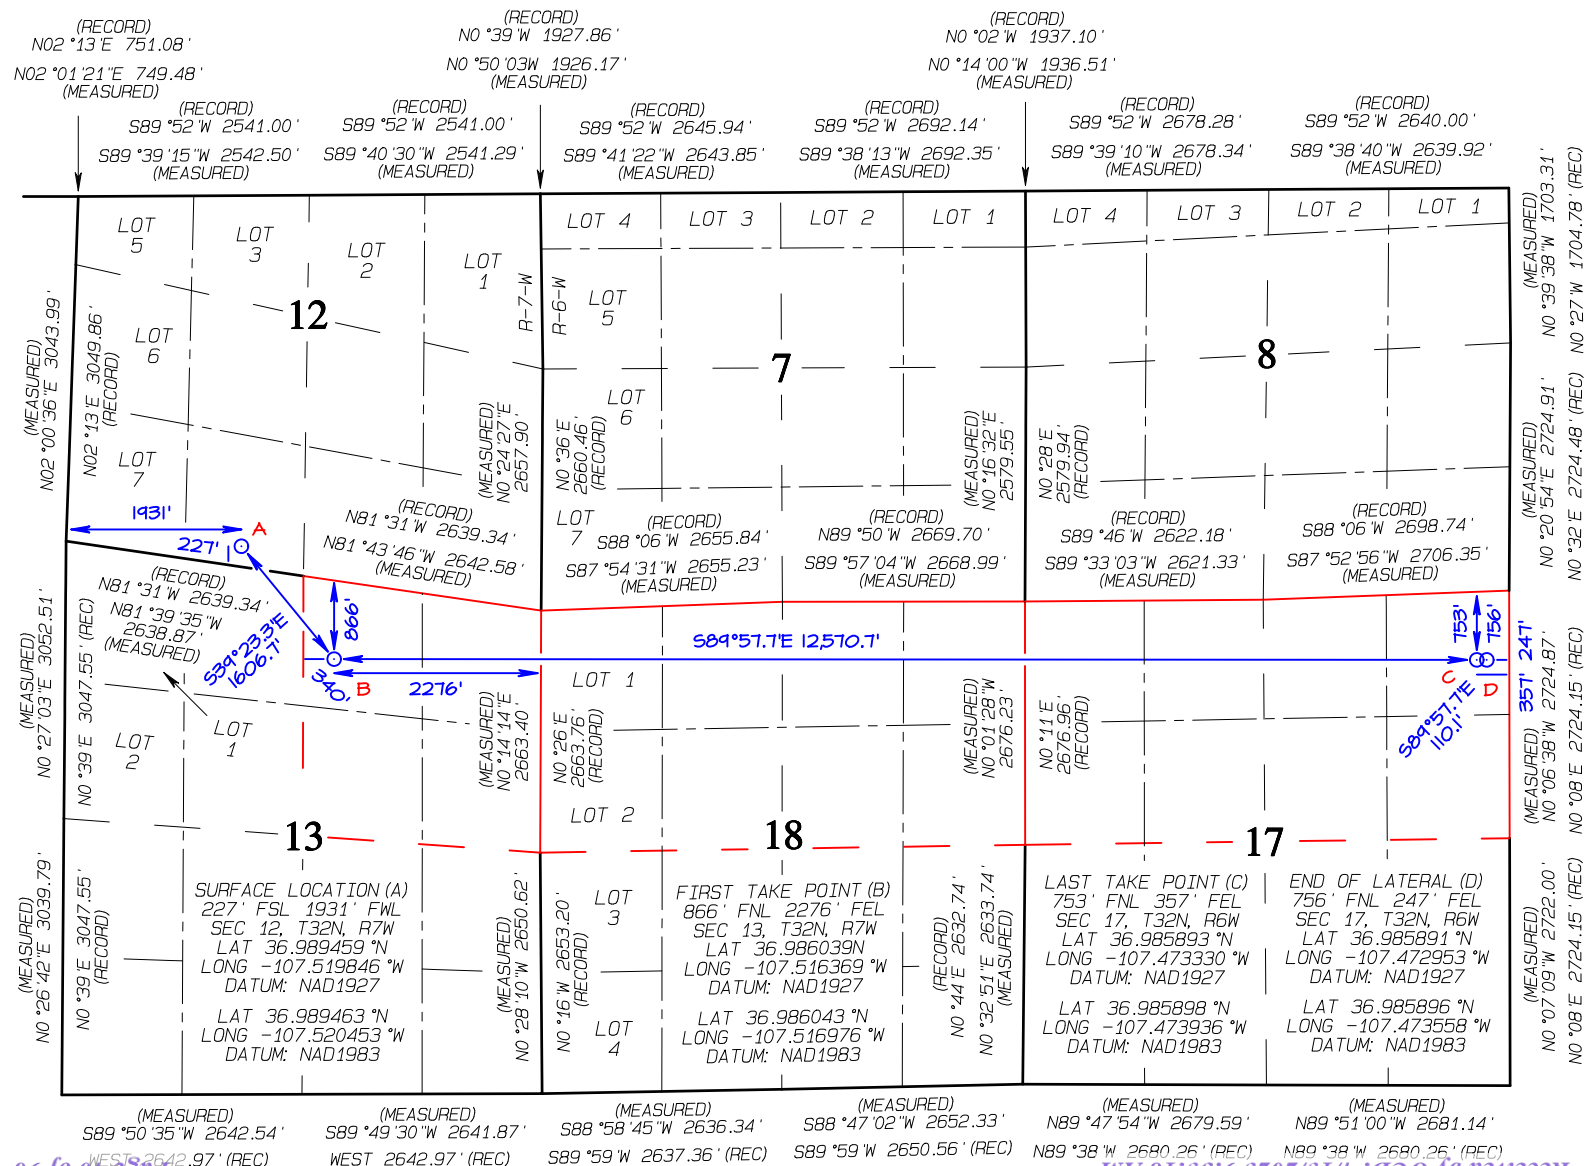 (RECORD)
N02°13'E 751.08'
N02°01'21"E 749.48'
(MEASURED)
(RECORD)
N0°39'W 1927.86'
N0°50'03W 1926.17'
(MEASURED)
(RECORD)
N0°02'W 1937.10'
N0°14'00"W 1936.51'
(MEASURED)
(RECORD)
S89°52'W 2541.00'
S89°39'15"W 2542.50'
(MEASURED)
(RECORD)
S89°52'W 2541.00'
S89°40'30"W 2541.29'
(MEASURED)
(RECORD)
S89°52'W 2645.94'
S89°41'22"W 2643.85'
(MEASURED)
(RECORD)
S89°52'W 2692.14'
S89°38'13"W 2692.35'
(MEASURED)
(RECORD)
S89°52'W 2678.28'
S89°39'10"W 2678.34'
(MEASURED)
(RECORD)
S89°52'W 2640.00'
S89°38'40"W 2639.92'
(MEASURED)
(MEASURED)
N0°39'38"W 1703.31'
N0°27'W 1704.78' (REC)
LOT
5
LOT
3
LOT
2
LOT
1
R-7-W
R-6-W
LOT 4
LOT 3
LOT 2
LOT 1
LOT 4
LOT 3
LOT 2
LOT 1
12
LOT
5
7
8
LOT
6
LOT
6
LOT
7
(MEASURED)
N02°00'36"E 3043.99'
N02°13'E 3049.86'
(RECORD)
(MEASURED)
N0°24'27"E
2657.90'
N0°36'E
2660.46'
(RECORD)
(MEASURED)
N0°16'32"E
2579.55'
N0°28'E
2579.94'
(RECORD)
(MEASURED)
N0°20'54"E 2724.91'
N0°32'E 2724.48' (REC)
1931'
A
227'
(RECORD)
N81°31'W 2639.34'
N81°43'46"W 2642.58'
(MEASURED)
LOT
7
(RECORD)
S88°06'W 2655.84'
S87°54'31"W 2655.23'
(MEASURED)
(RECORD)
N89°50'W 2669.70'
S89°57'04"W 2668.99'
(MEASURED)
(RECORD)
S89°46'W 2622.18'
S89°33'03"W 2621.33'
(MEASURED)
(RECORD)
S88°06'W 2698.74'
S87°52'56"W 2706.35'
(MEASURED)
(RECORD)
N81°31'W 2639.34'
N81°39'35"W
2638.87'
(MEASURED)
S39°23.3'E
1606.7'
866'
340'
B
2276'
S89°57.7'E 12,570.7'
753'
756'
C
D
S89°57.7'E
110.1'
357' 247'
(MEASURED)
N0°27'03"E 3052.51'
N0°39'E 3047.55' (REC)
LOT
2
LOT
1
(MEASURED)
N0°14'14"E
2663.40'
LOT 1
N0°26'E
2663.76'
(RECORD)
LOT 2
(MEASURED)
N0°01'28"W
2676.23'
N0°11'E
2676.96'
(RECORD)
(MEASURED)
N0°06'38"W 2724.87'
N0°08'E 2724.15' (REC)
13
18
17
(MEASURED)
N0°26'42"E 3039.79'
N0°39'E 3047.55'
(RECORD)
SURFACE LOCATION (A)
227' FSL 1931' FWL
SEC 12, T32N, R7W
LAT 36.989459°N
LONG -107.519846°W
DATUM: NAD1927
LAT 36.989463°N
LONG -107.520453°W
DATUM: NAD1983
(MEASURED)
N0°28'10"W 2650.62'
N0°16'W 2653.20'
(RECORD)
LOT
3
LOT
4
FIRST TAKE POINT (B)
866' FNL 2276' FEL
SEC 13, T32N, R7W
LAT 36.986039N
LONG -107.516369°W
DATUM: NAD1927
LAT 36.986043°N
LONG -107.516976°W
DATUM: NAD1983
(RECORD)
N0°44'E 2632.74'
N0°32'51"E 2633.74'
(MEASURED)
LAST TAKE POINT (C)
753' FNL 357' FEL
SEC 17, T32N, R6W
LAT 36.985893°N
LONG -107.473330°W
DATUM: NAD1927
LAT 36.985898°N
LONG -107.473936°W
DATUM: NAD1983
END OF LATERAL (D)
756' FNL 247' FEL
SEC 17, T32N, R6W
LAT 36.985891°N
LONG -107.472953°W
DATUM: NAD1927
LAT 36.985896°N
LONG -107.473558°W
DATUM: NAD1983
(MEASURED)
N0°07'09"W 2722.00'
N0°08'E 2724.15' (REC)
(MEASURED)
S89°50'35"W 2642.54'
WEST 2642.97' (REC)
(MEASURED)
S89°49'30"W 2641.87'
WEST 2642.97' (REC)
(MEASURED)
S88°58'45"W 2636.34'
S89°59'W 2637.36' (REC)
(MEASURED)
S88°47'02"W 2652.33'
S89°59'W 2650.56' (REC)
(MEASURED)
N89°47'54"W 2679.59'
N89°38'W 2680.26' (REC)
(MEASURED)
N89°51'00"W 2681.14'
N89°38'W 2680.26' (REC)